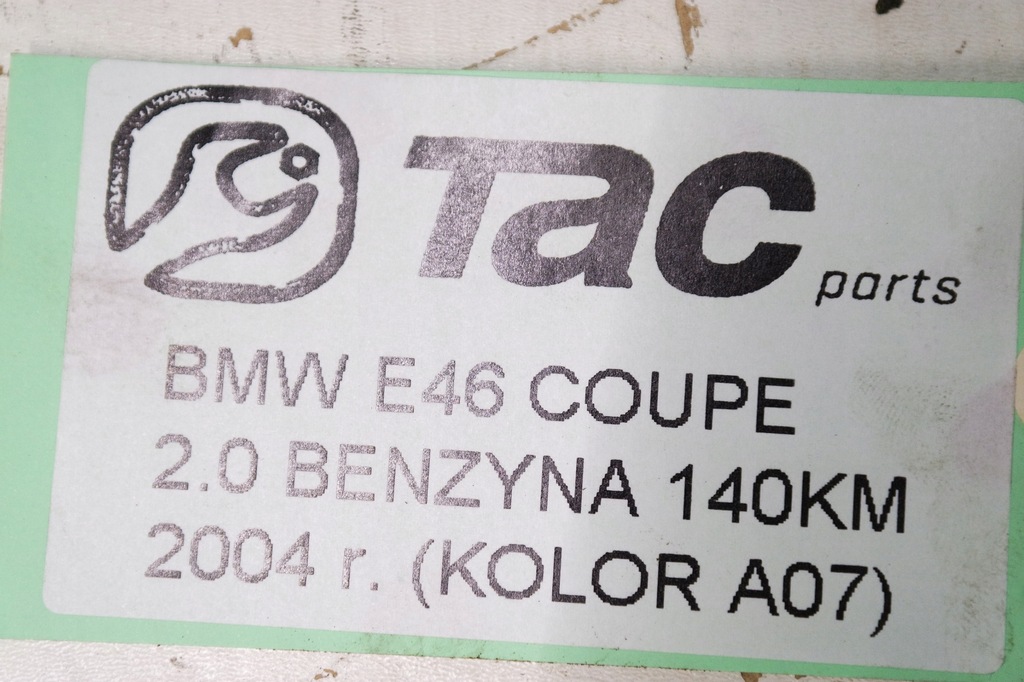 Tac parts
BMW E46 COUPE
2.0 BENZYNA 140KM
2004 r. (KOLOR A07)